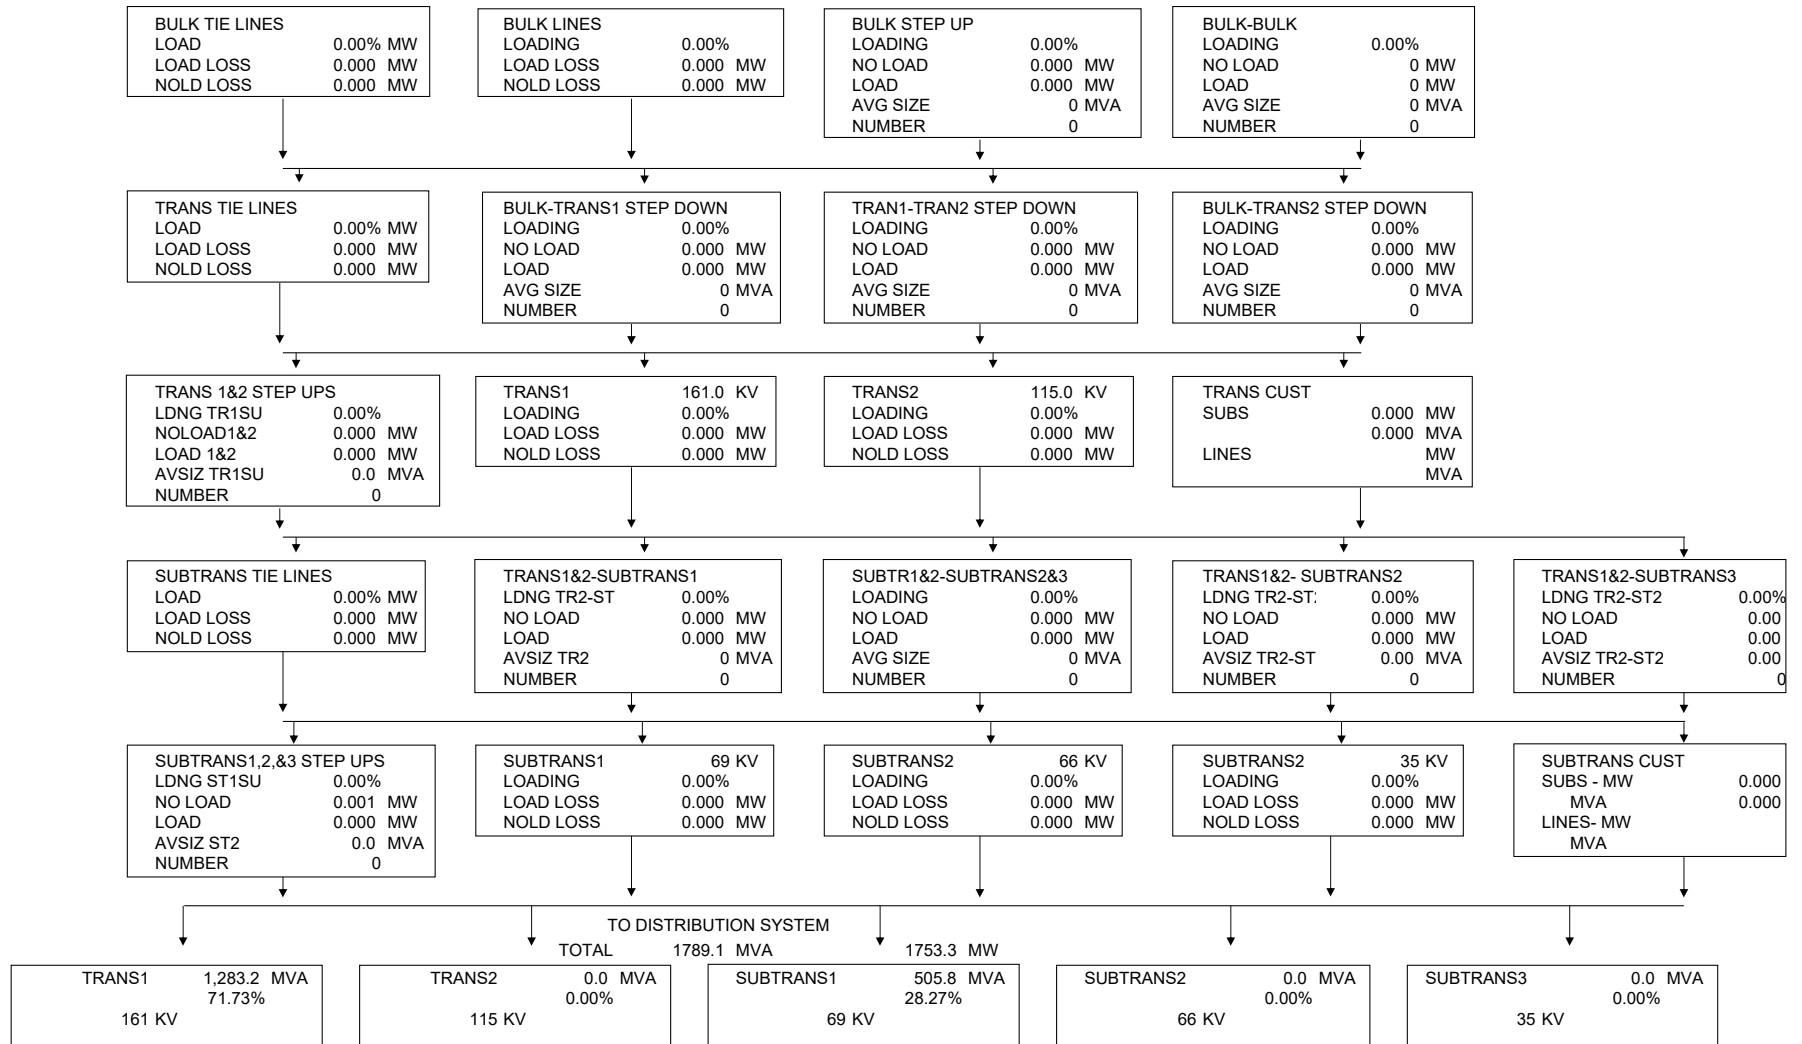 BULK TIE LINES
LOAD 0.00% MW
LOAD LOSS 0.000 MW
NOLD LOSS 0.000 MW
BULK LINES
LOADING 0.00%
LOAD LOSS 0.000 MW
NOLD LOSS 0.000 MW
BULK STEP UP
LOADING 0.00%
NO LOAD 0.000 MW
LOAD 0.000 MW
AVG SIZE 0 MVA
NUMBER 0
BULK-BULK
LOADING 0.00%
NO LOAD 0 MW
LOAD 0 MW
AVG SIZE 0 MVA
NUMBER 0
TRANS TIE LINES
LOAD 0.00% MW
LOAD LOSS 0.000 MW
NOLD LOSS 0.000 MW
BULK-TRANS1 STEP DOWN
LOADING 0.00%
NO LOAD 0.000 MW
LOAD 0.000 MW
AVG SIZE 0 MVA
NUMBER 0
TRAN1-TRAN2 STEP DOWN
LOADING 0.00%
NO LOAD 0.000 MW
LOAD 0.000 MW
AVG SIZE 0 MVA
NUMBER 0
BULK-TRANS2 STEP DOWN
LOADING 0.00%
NO LOAD 0.000 MW
LOAD 0.000 MW
AVG SIZE 0 MVA
NUMBER 0
TRANS 1&2 STEP UPS
LDNG TR1SU 0.00%
NOLOAD1&2 0.000 MW
LOAD 1&2 0.000 MW
AVSIZ TR1SU 0.0 MVA
NUMBER 0
TRANS1 161.0 KV
LOADING 0.00%
LOAD LOSS 0.000 MW
NOLD LOSS 0.000 MW
TRANS2 115.0 KV
LOADING 0.00%
LOAD LOSS 0.000 MW
NOLD LOSS 0.000 MW
TRANS CUST
SUBS 0.000 MW
0.000 MVA
LINES MW
MVA
SUBTRANS TIE LINES
LOAD 0.00% MW
LOAD LOSS 0.000 MW
NOLD LOSS 0.000 MW
TRANS1&2-SUBTRANS1
LDNG TR2-ST 0.00%
NO LOAD 0.000 MW
LOAD 0.000 MW
AVSIZ TR2 0 MVA
NUMBER 0
SUBTR1&2-SUBTRANS2&3
LOADING 0.00%
NO LOAD 0.000 MW
LOAD 0.000 MW
AVG SIZE 0 MVA
NUMBER 0
TRANS1&2- SUBTRANS2
LDNG TR2-ST 0.00%
NO LOAD 0.000 MW
LOAD 0.000 MW
AVSIZ TR2-ST 0.00 MVA
NUMBER 0
TRANS1&2-SUBTRANS3
LDNG TR2-ST2 0.00%
NO LOAD 0.00
LOAD 0.00
AVSIZ TR2-ST2 0.00
NUMBER 0
SUBTRANS1,2,&3 STEP UPS
LDNG ST1SU 0.00%
NO LOAD 0.001 MW
LOAD 0.000 MW
AVSIZ ST2 0.0 MVA
NUMBER 0
SUBTRANS1 69 KV
LOADING 0.00%
LOAD LOSS 0.000 MW
NOLD LOSS 0.000 MW
SUBTRANS2 66 KV
LOADING 0.00%
LOAD LOSS 0.000 MW
NOLD LOSS 0.000 MW
SUBTRANS2 35 KV
LOADING 0.00%
LOAD LOSS 0.000 MW
NOLD LOSS 0.000 MW
SUBTRANS CUST
SUBS - MW 0.000
MVA 0.000
LINES- MW
MVA
TO DISTRIBUTION SYSTEM
TOTAL 1789.1 MVA 1753.3 MW
TRANS1 1,283.2 MVA
71.73%
161 KV
TRANS2 0.0 MVA
0.00%
115 KV
SUBTRANS1 505.8 MVA
28.27%
69 KV
SUBTRANS2 0.0 MVA
0.00%
66 KV
SUBTRANS3 0.0 MVA
0.00%
35 KV